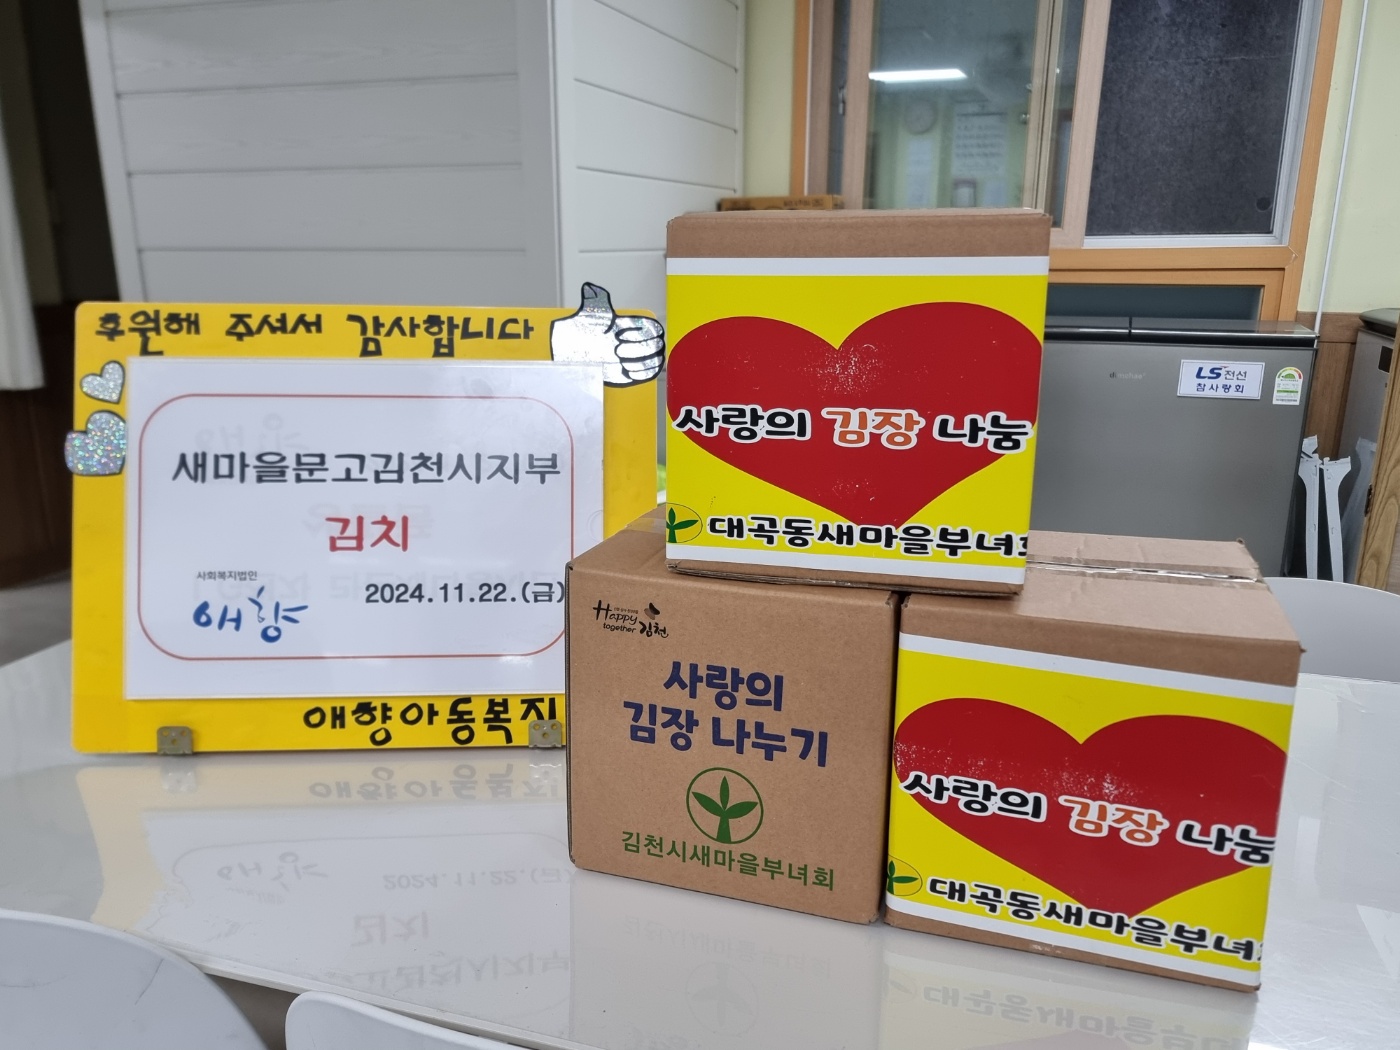 후원해 주셔서 감사합니다
새마을문고김천시지부
김치
사회복지법인
애향
2024.11.22.(금)
애향아동복지
사랑의 김장 나눔
대곡동새마을부녀회
Happy
together 김천
사랑의
김장 나누기
김천시새마을부녀회
사랑의 김장 나눔
대곡동새마을부녀
LS전선
참사랑회